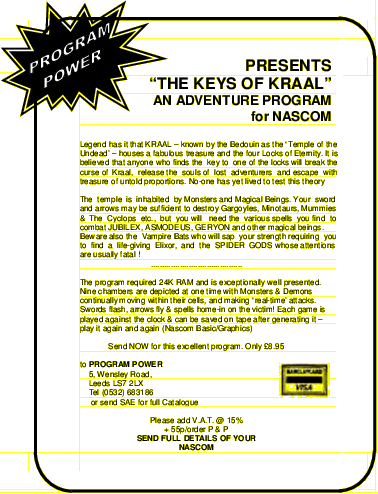 PROGRAM
POWER
PRESENTS
“THE KEYS OF KRAAL”
AN ADVENTURE PROGRAM
for NASCOM
Legend has it that KRAAL – known by the Bedouin as the ‘Temple of the
Undead’ – houses a fabulous treasure and the four Locks of Eternity. It is
believed that anyone who finds the key to one of the locks will break the
curse of Kraal, release the souls of lost adventurers and escape with
treasure of untold proportions. No-one has yet lived to test this theory
The temple is inhabited by Monsters and Magical Beings. Your sword
and arrows may be sufficient to destroy Gargoyles, Minotaurs, Mummies
& The Cyclops etc., but you will need the various spells you find to
combat JUBILEX, ASMODEUS, GERYON and other magical beings.
Beware also the Vampire Bats who will sap your strength requiring you
to find a life-giving Elixor, and the SPIDER GODS whose attentions
are usually fatal !
The program required 24K RAM and is exceptionally well presented.
Nine chambers are depicted at one time with Monsters & Demons
continually moving within their cells, and making ‘real-time’ attacks.
Swords flash, arrows fly & spells home-in on the victim! Each game is
played against the clock & can be saved on tape after generating it –
play it again and again (Nascom Basic/Graphics)
Send NOW for this excellent program. Only £8.95
to PROGRAM POWER
5, Wensley Road,
Leeds LS7 2LX
Tel (0532) 683186
or send SAE for full Catalogue
BARCLAYCARD
VISA
Please add V.A.T. @ 15%
+ 55p/order P & P
SEND FULL DETAILS OF YOUR
NASCOM